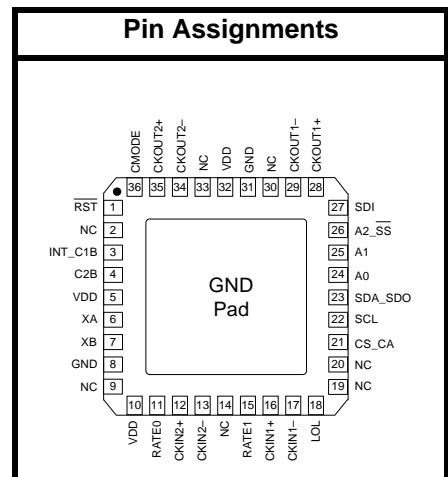 Pin Assignments
CMODE
CKOUT2+
CKOUT2–
NC
VDD
GND
NC
CKOUT1–
CKOUT1+
36 35 34 33 32 31 30 29 28
RST 1
NC 2
INT_C1B 3
C2B 4
VDD 5
XA 6
XB 7
GND 8
NC 9
GND
Pad
27 SDI
26 A2_SS
25 A1
24 A0
23 SDA_SDO
22 SCL
21 CS_CA
20 NC
19 NC
10 11 12 13 14 15 16 17 18
VDD
RATE0
CKIN2+
CKIN2–
NC
RATE1
CKIN1+
CKIN1–
LOL